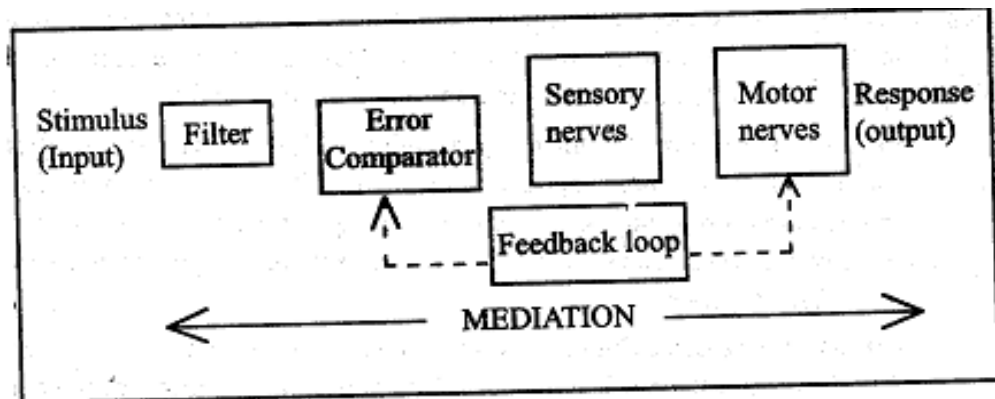 Stimulus
(Input)
Filter
Error
Comparator
Sensory
nerves
Motor
nerves
Response
(output)
Feedback loop
MEDIATION